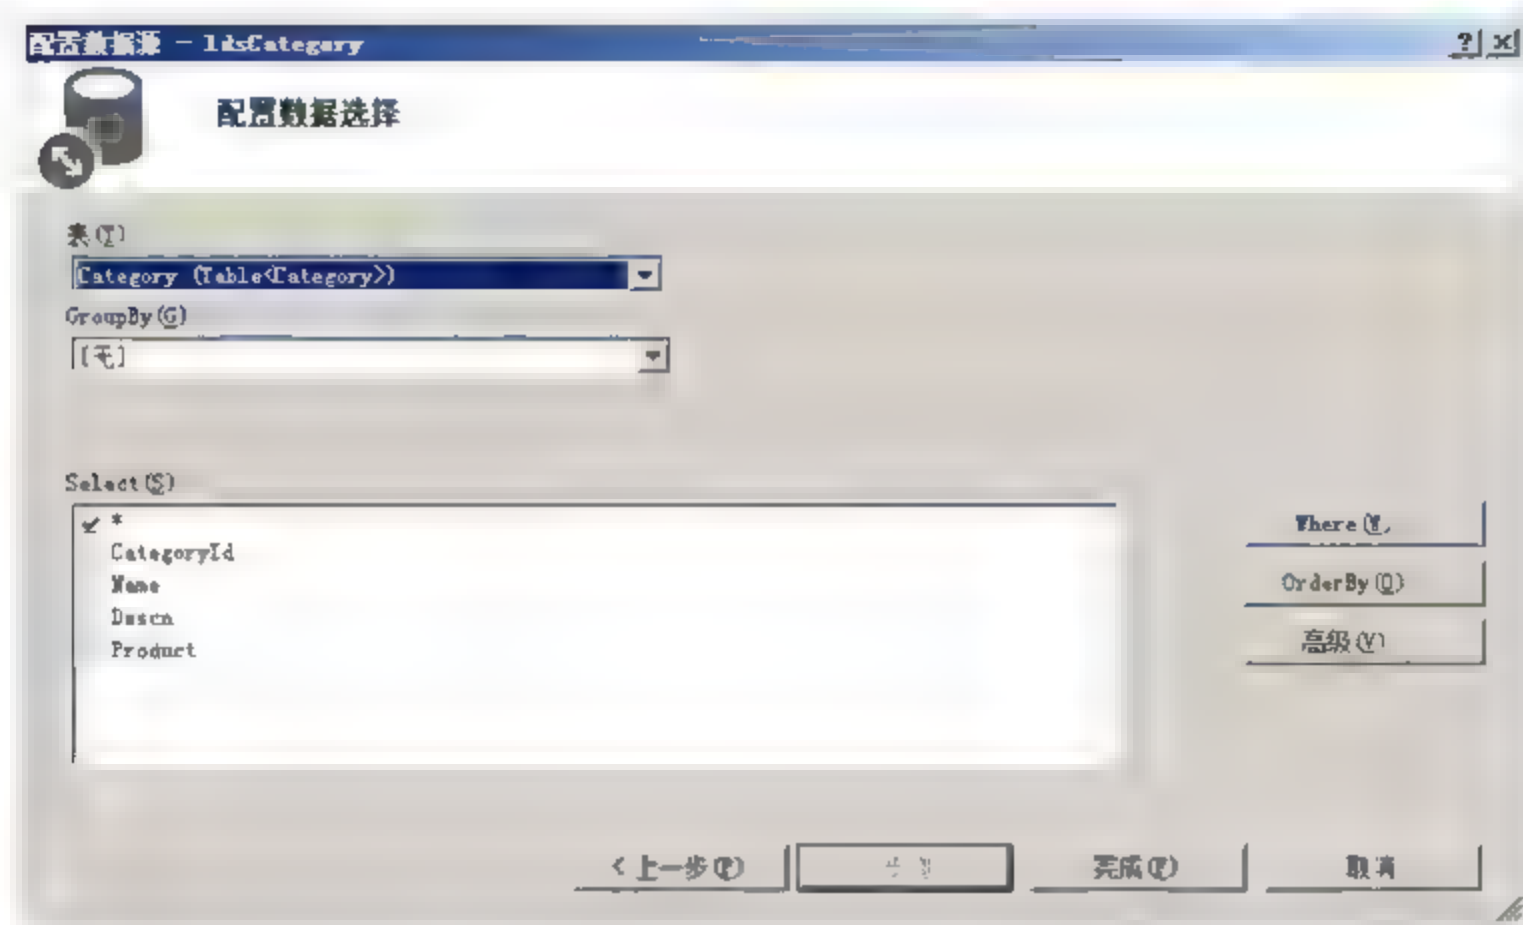 配置数据源 - ldsCategory
配置数据选择
表(T)
Category (Table<Category>)
GroupBy(G)
[无]
Select(S)
*
CategoryId
Name
Descn
Product
Where(W)
OrderBy(O)
高级(V)
< 上一步(P)
完成(F)
取消